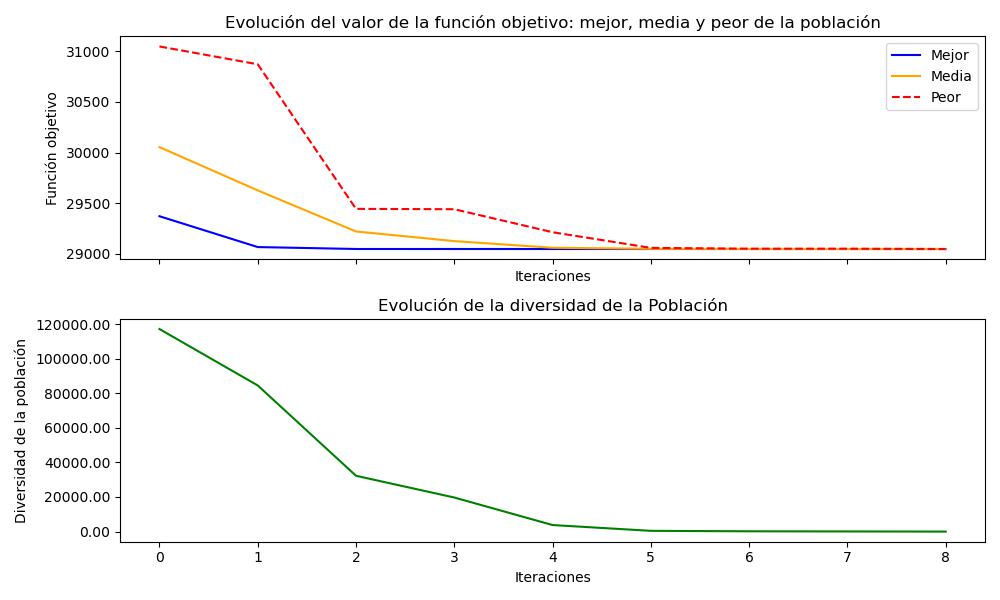 Evolución del valor de la función objetivo: mejor, media y peor de la población
31000
30500
30000
29500
29000
Función objetivo
Mejor
Media
Peor
Iteraciones
Evolución de la diversidad de la Población
120000.00
100000.00
80000.00
60000.00
40000.00
20000.00
0.00
Diversidad de la población
0 1 2 3 4 5 6 7 8
Iteraciones